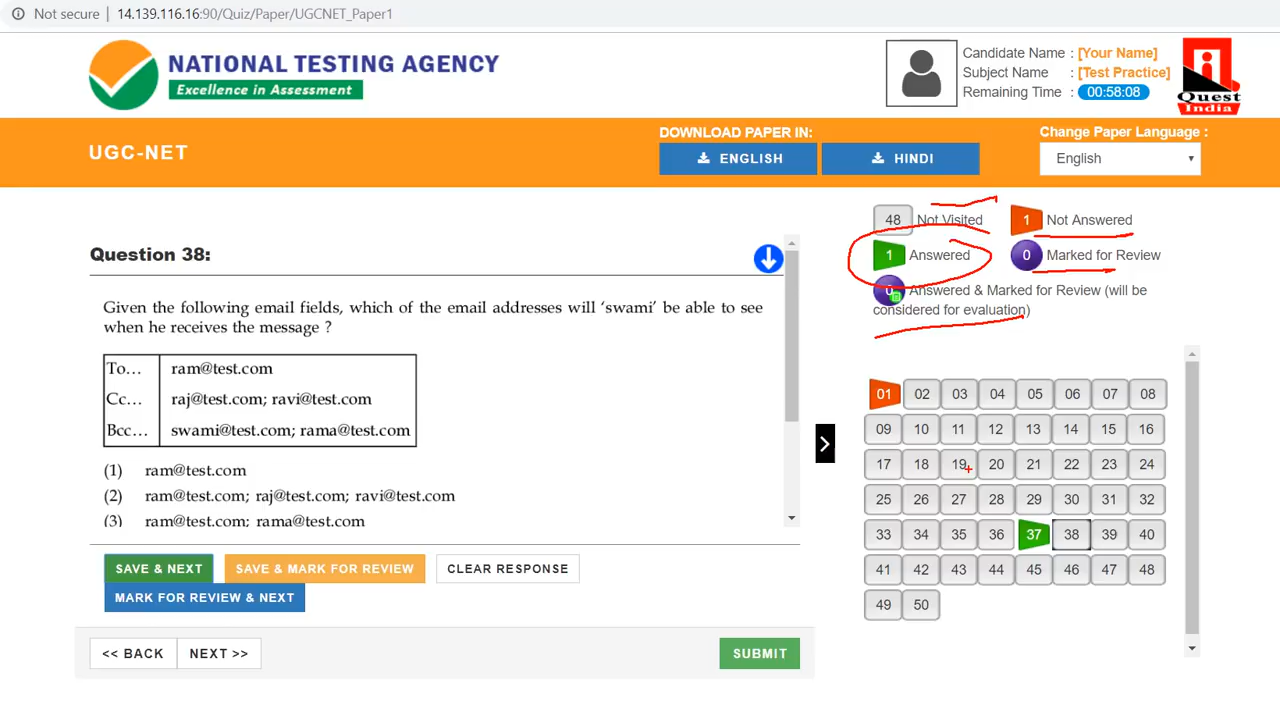 Not secure | 14.139.116.16:90/Quiz/Paper/UGCNET_Paper1
NATIONAL TESTING AGENCY
Excellence in Assessment
Candidate Name : [Your Name]
Subject Name : [Test Practice]
Remaining Time : 00:58:08
i Quest India
UGC-NET
DOWNLOAD PAPER IN:
ENGLISH HINDI
Change Paper Language :
English
48 Not Visited 1 Not Answered
1 Answered 0 Marked for Review
0 Answered & Marked for Review (will be
considered for evaluation)
Question 38:
Given the following email fields, which of the email addresses will ‘swami’ be able to see
when he receives the message ?
To… ram@test.com
Cc… raj@test.com; ravi@test.com
Bcc… swami@test.com; rama@test.com
(1) ram@test.com
(2) ram@test.com; raj@test.com; ravi@test.com
(3) ram@test.com; rama@test.com
01 02 03 04 05 06 07 08
09 10 11 12 13 14 15 16
17 18 19 20 21 22 23 24
25 26 27 28 29 30 31 32
33 34 35 36 37 38 39 40
41 42 43 44 45 46 47 48
49 50
SAVE & NEXT SAVE & MARK FOR REVIEW CLEAR RESPONSE
MARK FOR REVIEW & NEXT
<< BACK NEXT >> SUBMIT